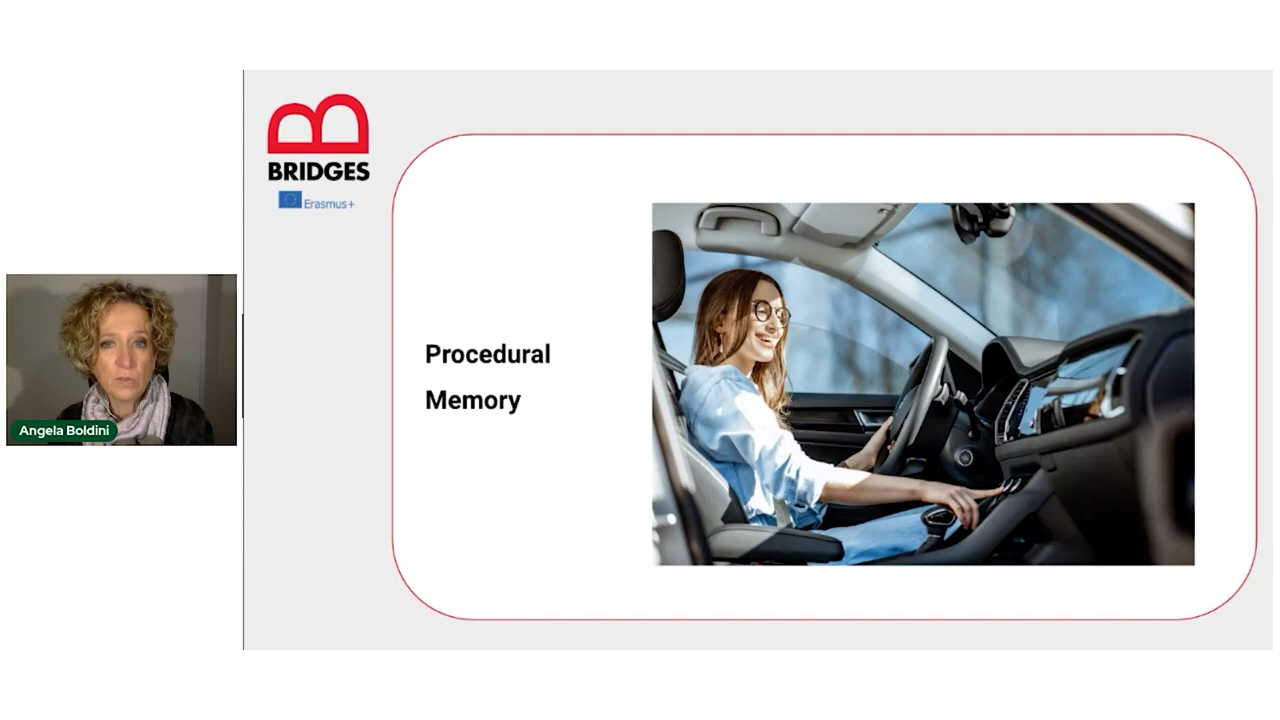 BRIDGES
Erasmus+
Angela Boldini
Procedural
Memory